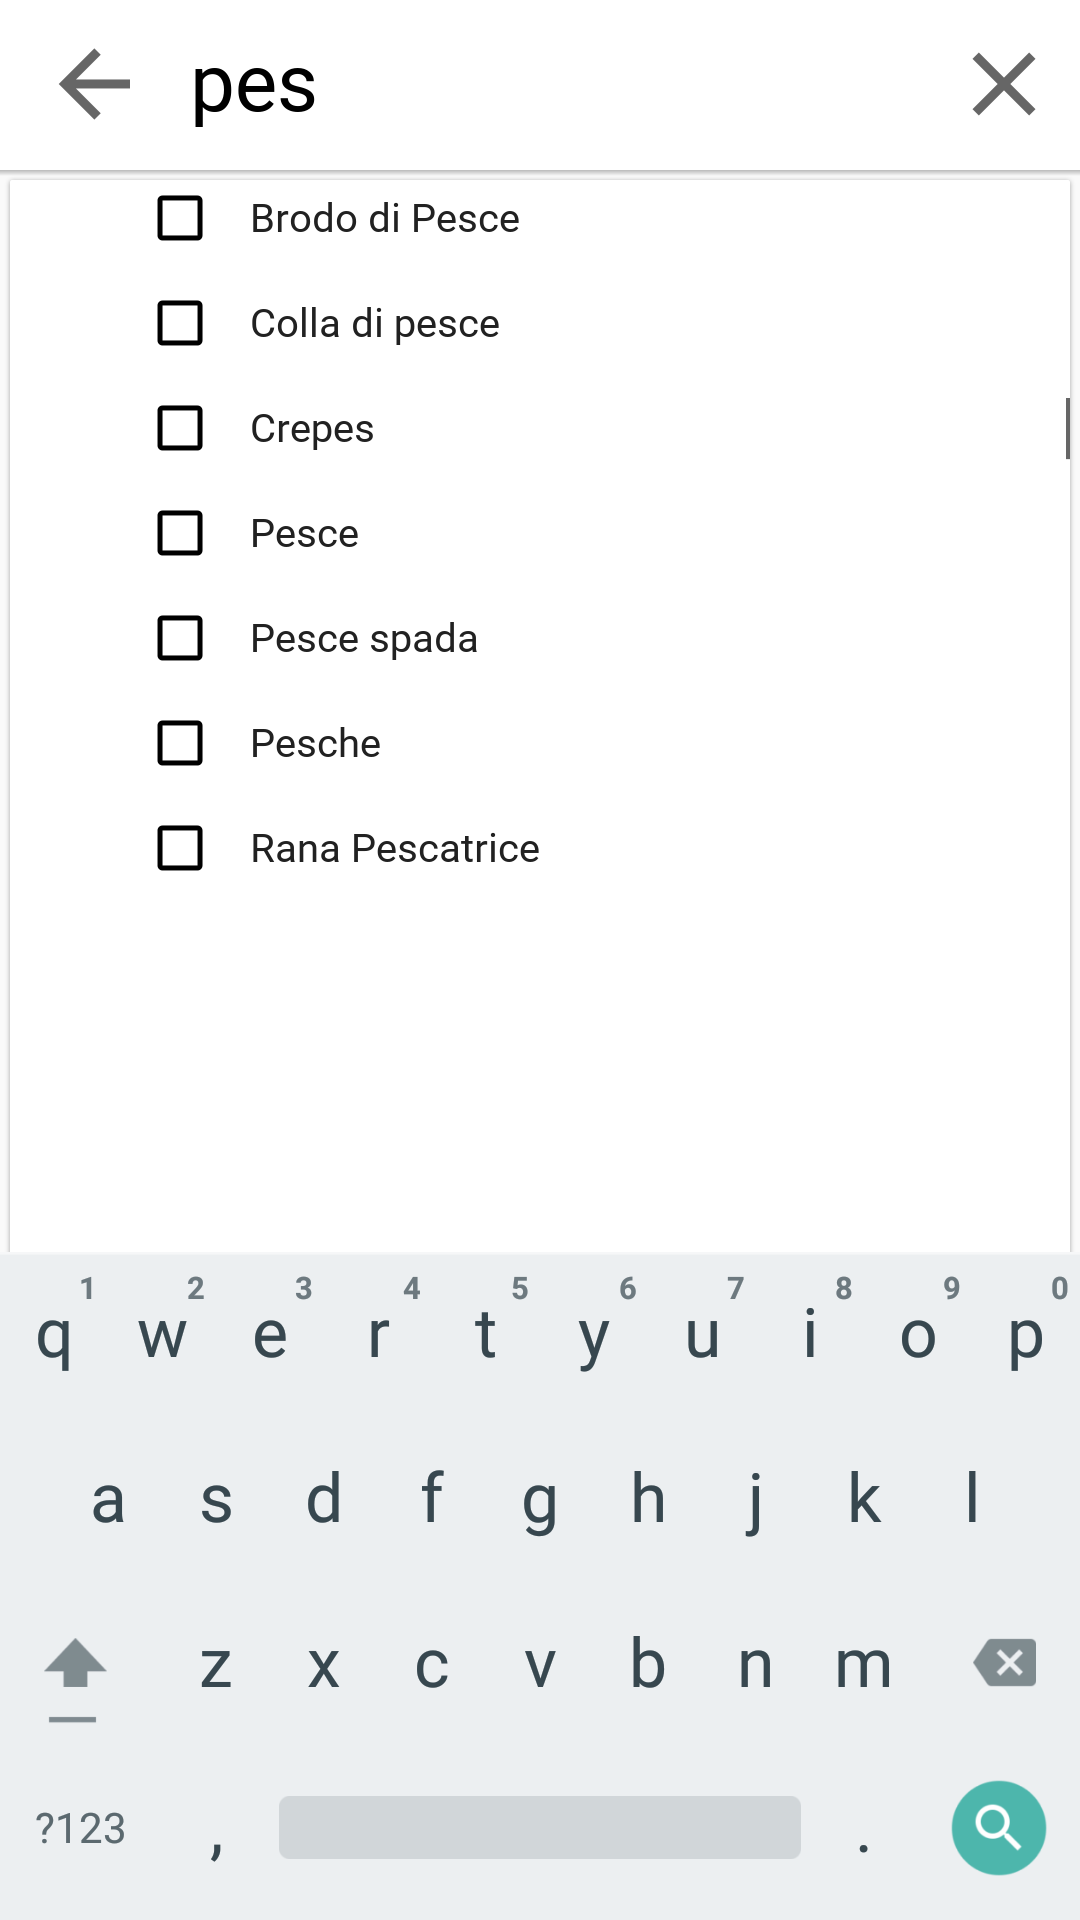 pes
Brodo di Pesce
Colla di pesce
Crepes
Pesce
Pesce spada
Pesche
Rana Pescatrice
1 2 3 4 5 6 7 8 9 0
q w e r t y u i o p
a s d f g h j k l
z x c v b n m
?123 , .